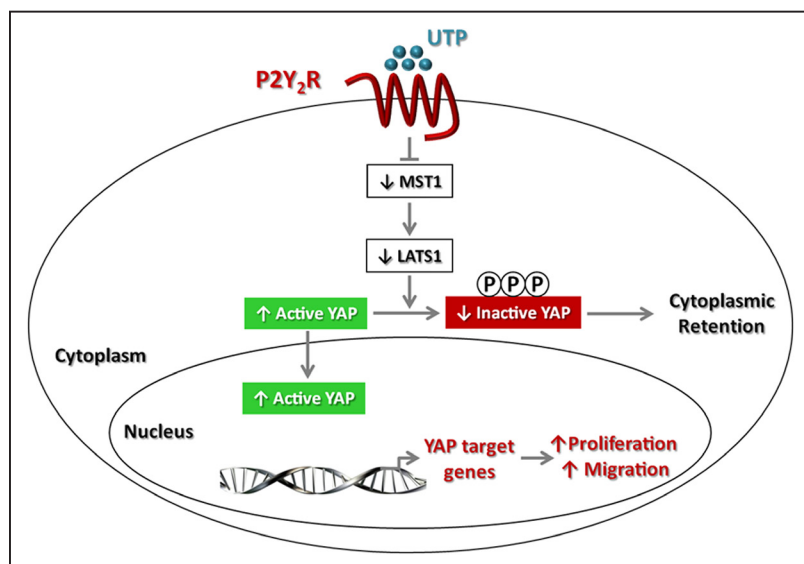 UTP
P2Y₂R
↓ MST1
↓ LATS1
P P P
↑ Active YAP
↓ Inactive YAP
Cytoplasmic
Retention
Cytoplasm
↑ Active YAP
Nucleus
YAP target
genes
↑Proliferation
↑ Migration